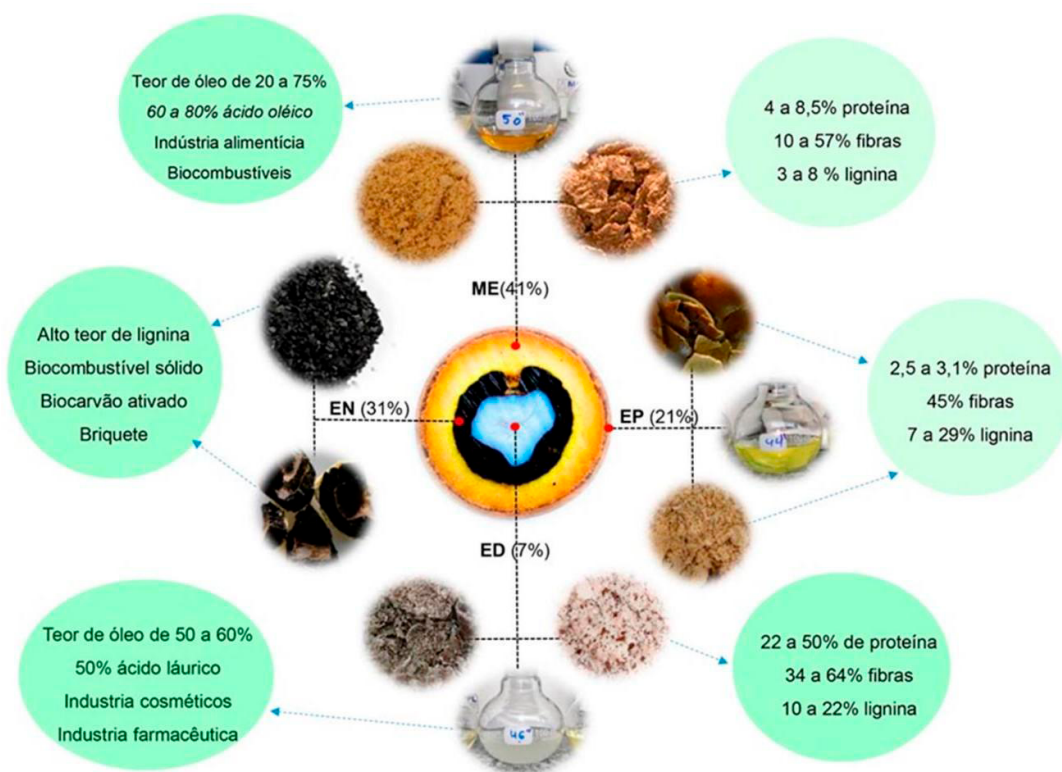 Teor de óleo de 20 a 75%
60 a 80% ácido oléico
Indústria alimentícia
Biocombustíveis
50
4 a 8,5% proteína
10 a 57% fibras
3 a 8 % lignina
ME(41%)
Alto teor de lignina
Biocombustível sólido
Biocarvão ativado
Briquete
EN (31%)
EP (21%)
44
2,5 a 3,1% proteína
45% fibras
7 a 29% lignina
ED (7%)
Teor de óleo de 50 a 60%
50% ácido láurico
Industria cosméticos
Industria farmacêutica
46
22 a 50% de proteína
34 a 64% fibras
10 a 22% lignina